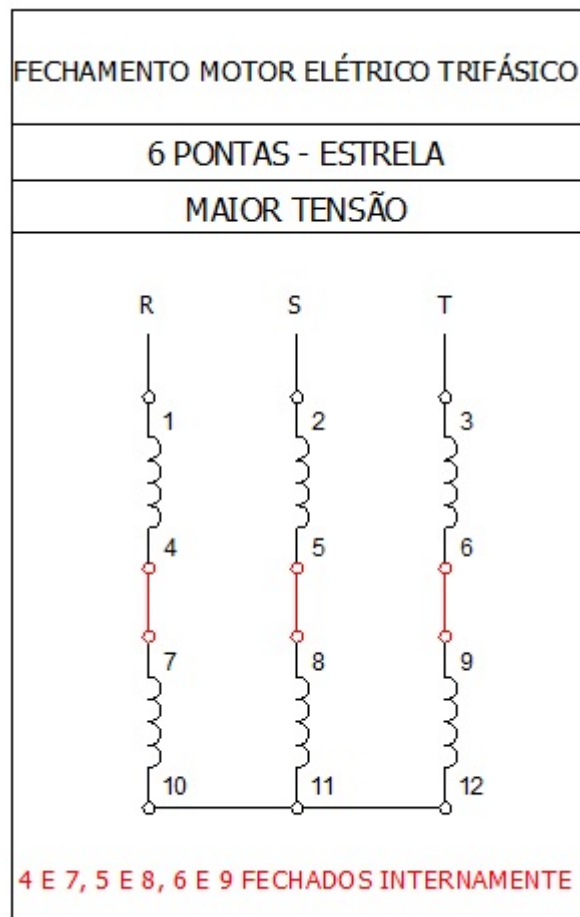 FECHAMENTO MOTOR ELÉTRICO TRIFÁSICO
6 PONTAS - ESTRELA
MAIOR TENSÃO
R S T
1 2 3
4 5 6
7 8 9
10 11 12
4 E 7, 5 E 8, 6 E 9 FECHADOS INTERNAMENTE